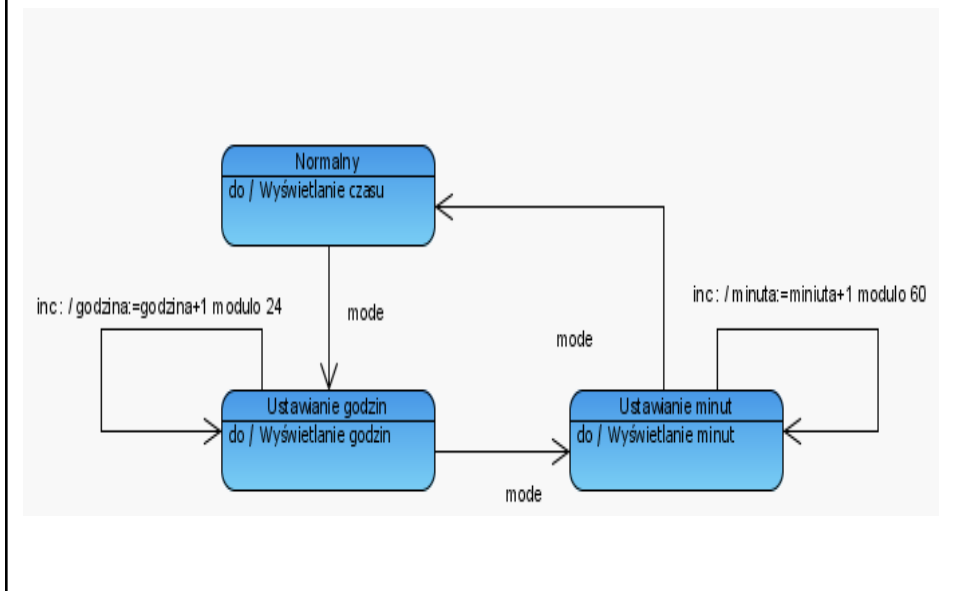 Normalny
do / Wyświetlanie czasu
inc : / godzina:=godzina+1 modulo 24
mode
inc : / minuta:=miniuta+1 modulo 60
mode
Ustawianie godzin
do / Wyświetlanie godzin
Ustawianie minut
do / Wyświetlanie minut
mode